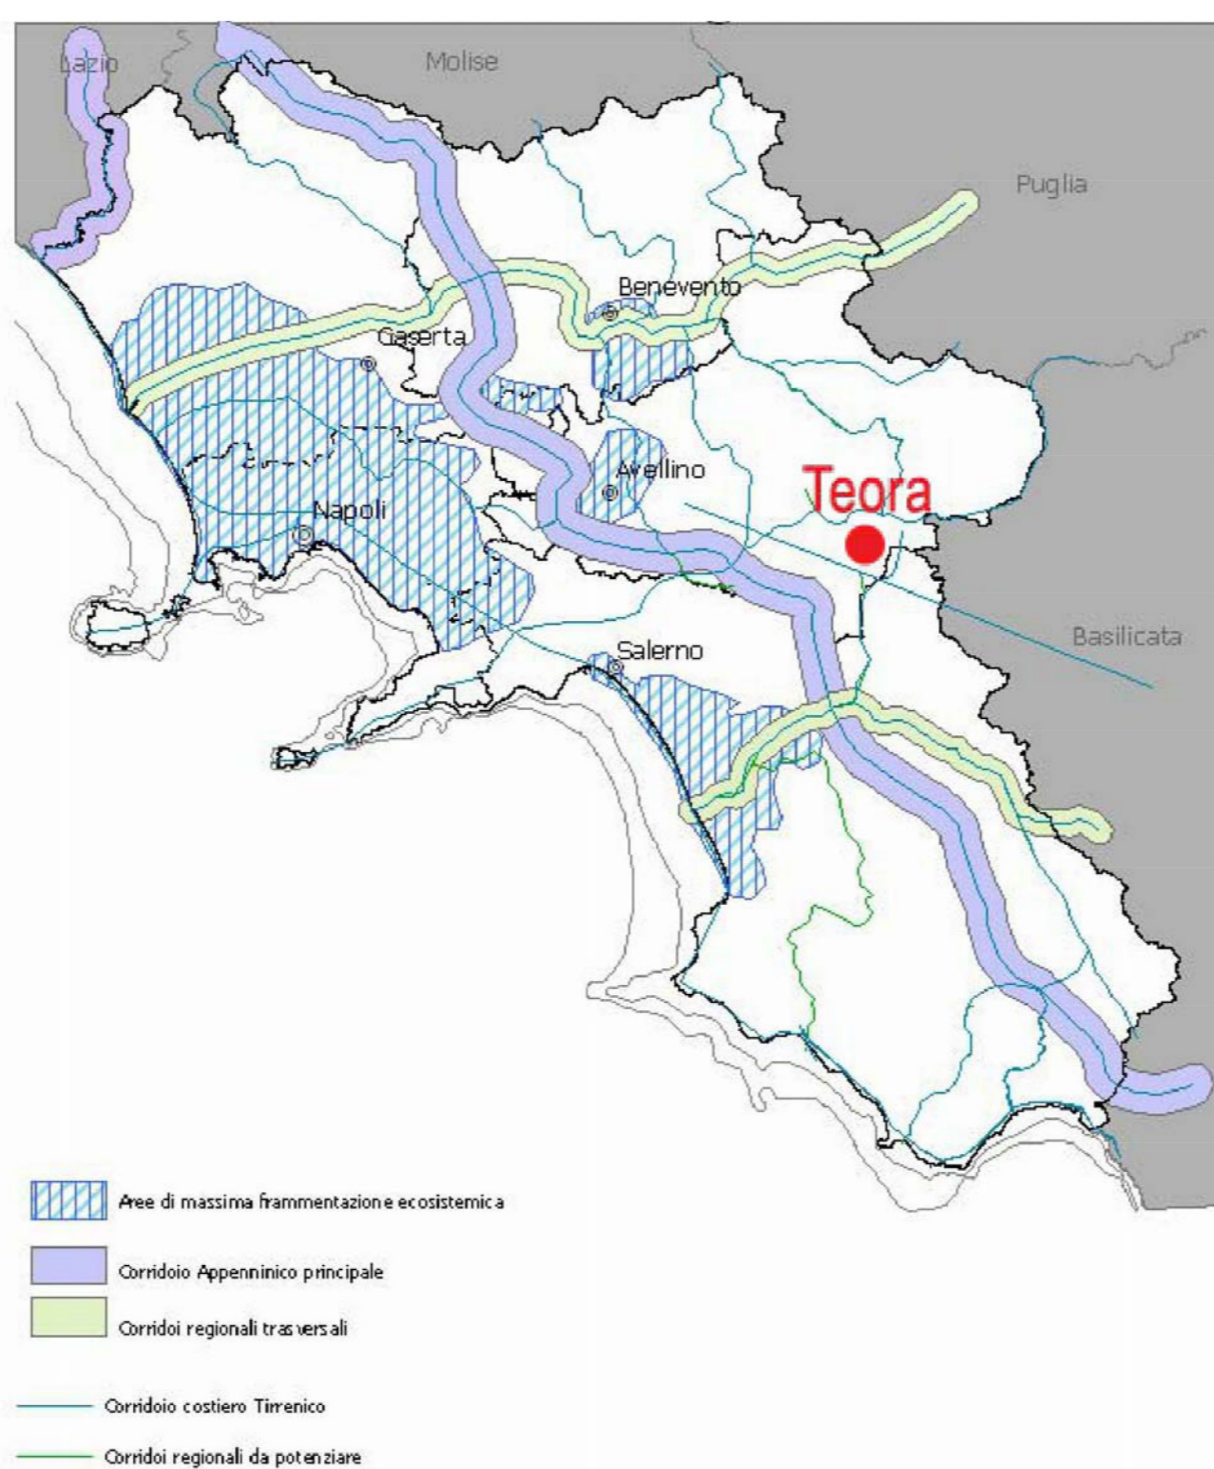 Lazio
Molise
Puglia
Benevento
Caserta
Avellino
Teora
Napoli
Basilicata
Salerno
Aree di massima frammentazione ecosistemica
Corridoio Appenninico principale
Corridoi regionali trasversali
Corridoio costiero Tirrenico
Corridoi regionali da potenziare